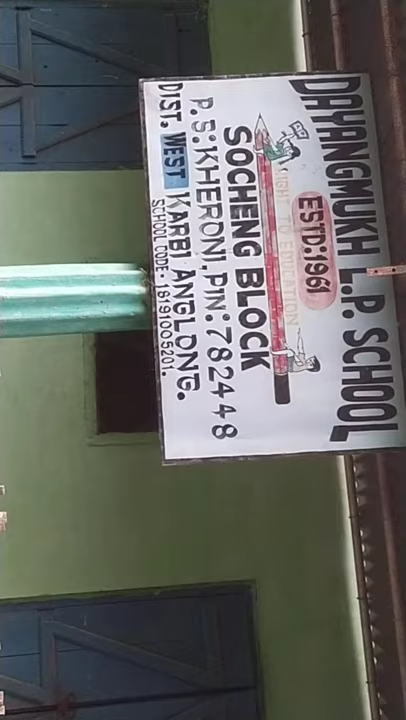 DAYANGMUKH L.P. SCHOOL
ESTD:1961
RIGHT TO EDUCATION
SOCHENG BLOCK
P.S:KHERONI, PIN:782448
DIST. WEST KARBI ANGLONG.
SCHOOL CODE: 18191005201.